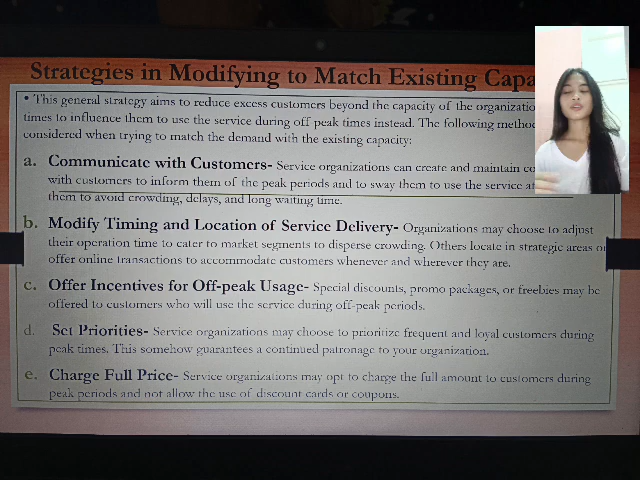 Strategies in Modifying to Match Existing Capa
• This general strategy aims to reduce excess customers beyond the capacity of the organizatio
times to influence them to use the service during off peak times instead. The following metho
considered when trying to match the demand with the existing capacity:
a. Communicate with Customers- Service organizations can create and maintain co
with customers to inform them of the peak periods and to sway them to use the service a
them to avoid crowding, delays, and long waiting time.
b. Modify Timing and Location of Service Delivery- Organizations may choose to adjust
their operation time to cater to market segments to disperse crowding. Others locate in strategic areas or
offer online transactions to accommodate customers whenever and wherever they are.
c. Offer Incentives for Off-peak Usage- Special discounts, promo packages, or freebies may be
offered to customers who will use the service during off-peak periods.
d. Set Priorities- Service organizations may choose to prioritize frequent and loyal customers during
peak times. This somehow guarantees a continued patronage to your organization.
e. Charge Full Price- Service organizations may opt to charge the full amount to customers during
peak periods and not allow the use of discount cards or coupons.